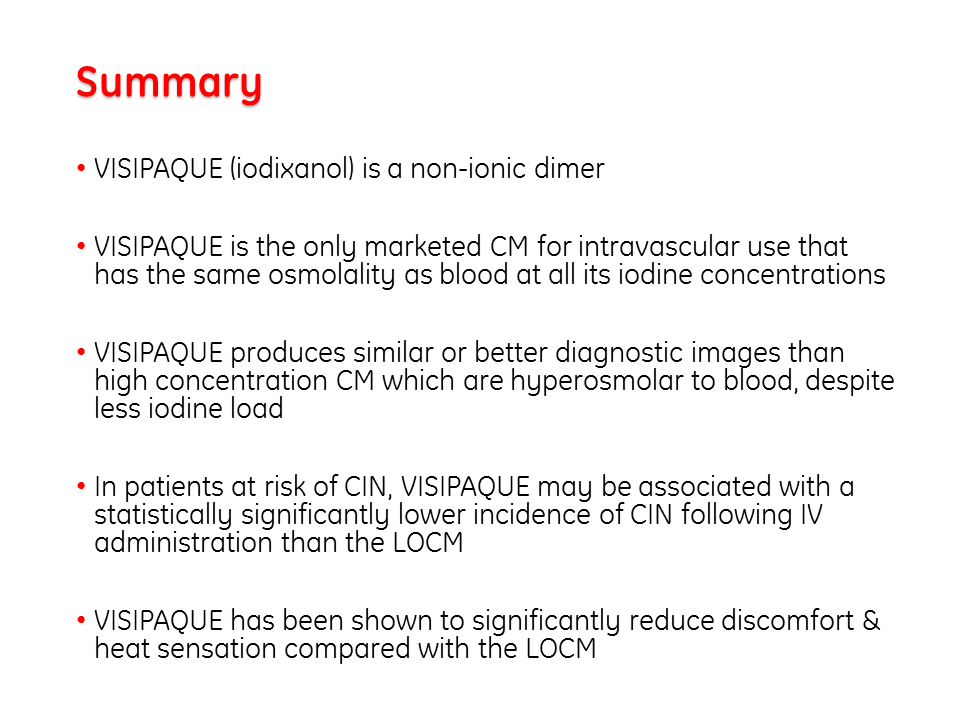 Summary
• VISIPAQUE (iodixanol) is a non-ionic dimer
• VISIPAQUE is the only marketed CM for intravascular use that
has the same osmolality as blood at all its iodine concentrations
• VISIPAQUE produces similar or better diagnostic images than
high concentration CM which are hyperosmolar to blood, despite
less iodine load
• In patients at risk of CIN, VISIPAQUE may be associated with a
statistically significantly lower incidence of CIN following IV
administration than the LOCM
• VISIPAQUE has been shown to significantly reduce discomfort &
heat sensation compared with the LOCM